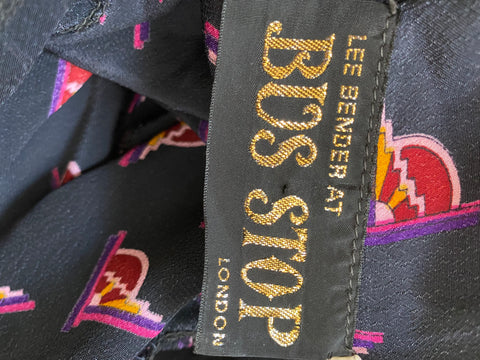 LEE BENDER AT
BUS STOP
LONDON